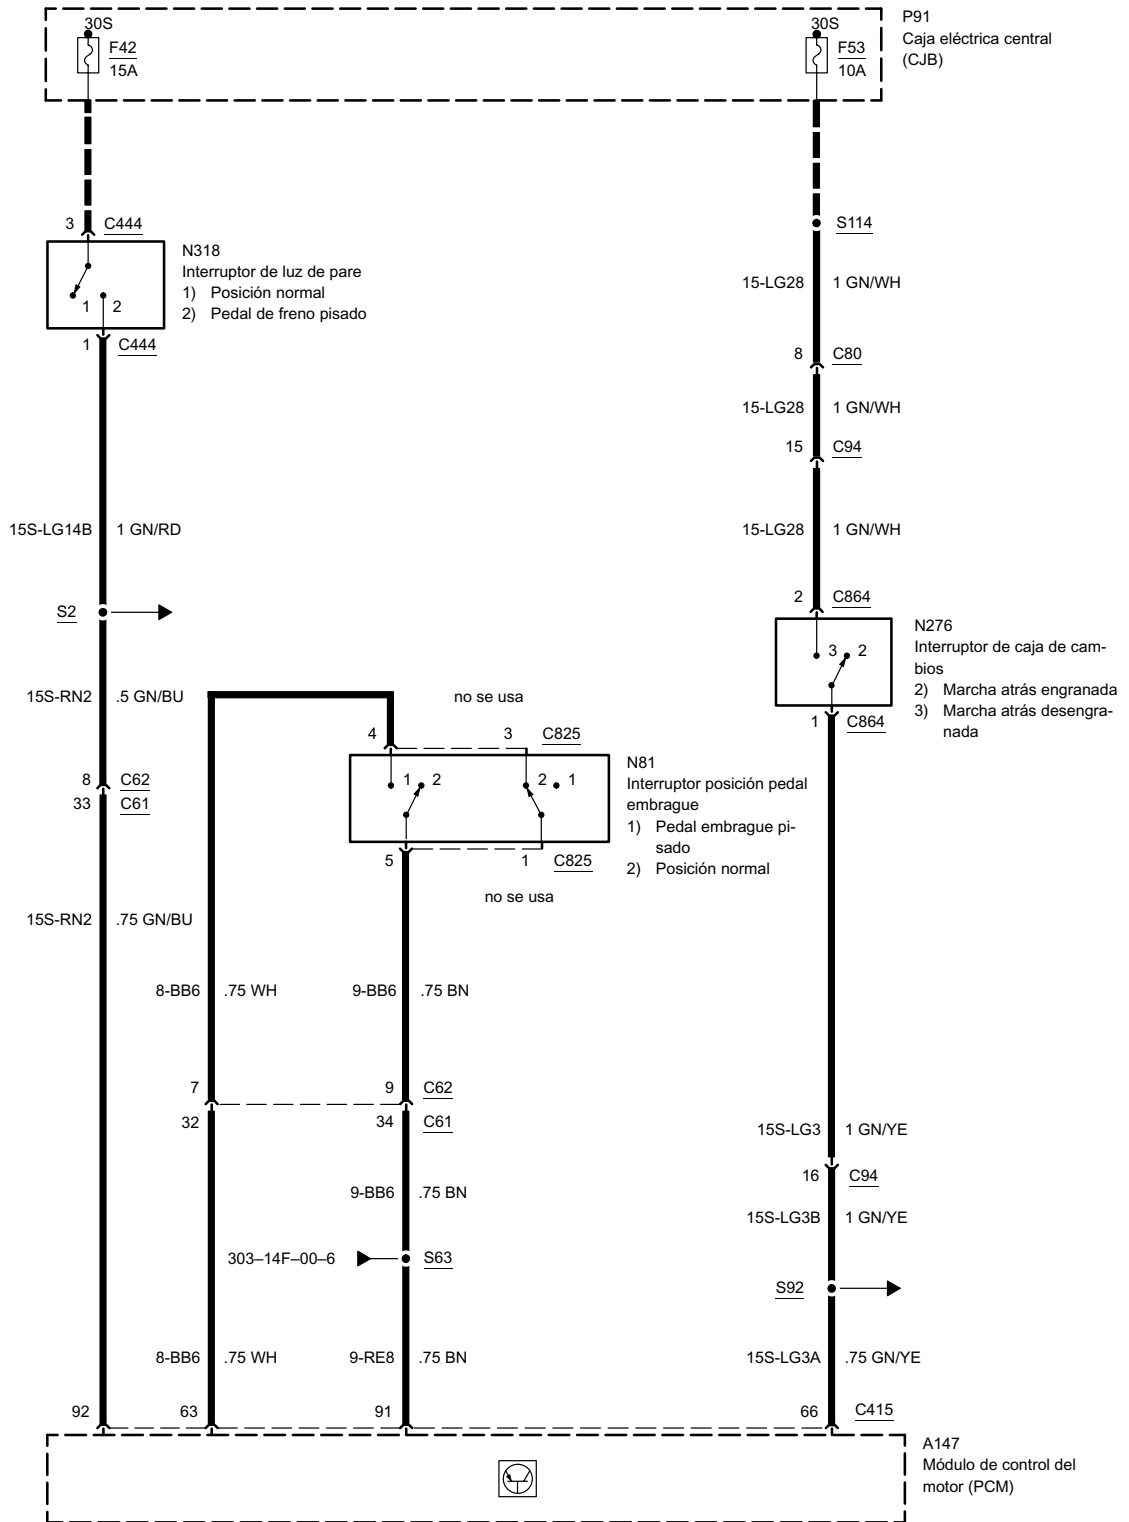 30S
F42
15A
30S
F53
10A
P91
Caja eléctrica central
(CJB)
3 C444
N318
Interruptor de luz de pare
1) Posición normal
2) Pedal de freno pisado
1 2
1 C444
S114
15-LG28 1 GN/WH
8 C80
15-LG28 1 GN/WH
15 C94
15S-LG14B 1 GN/RD
15-LG28 1 GN/WH
S2
2 C864
N276
Interruptor de caja de cam-
bios
2) Marcha atrás engranada
3) Marcha atrás desengra-
nada
3 2
1 C864
15S-RN2 .5 GN/BU
no se usa
4 3 C825
N81
Interruptor posición pedal
embrague
1) Pedal embrague pi-
sado
2) Posición normal
1 2 2 1
8 C62
33 C61
5 1 C825
no se usa
15S-RN2 .75 GN/BU
8-BB6 .75 WH
9-BB6 .75 BN
7 9 C62
32 34 C61
15S-LG3 1 GN/YE
16 C94
9-BB6 .75 BN
15S-LG3B 1 GN/YE
303–14F–00–6 S63
S92
8-BB6 .75 WH
9-RE8 .75 BN
15S-LG3A .75 GN/YE
92 63 91 66 C415
A147
Módulo de control del
motor (PCM)